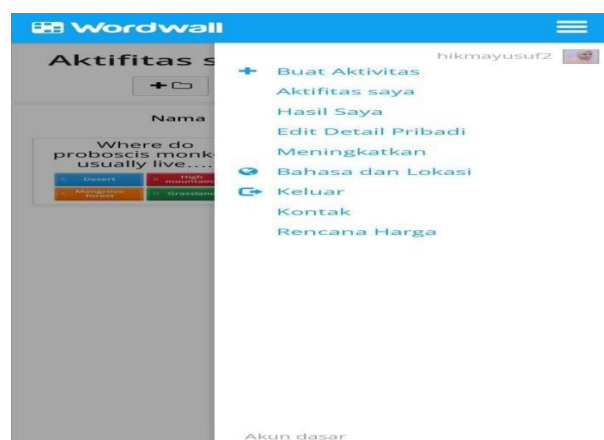 Wordwall
Aktifitas s
hikmayusuf2
Buat Aktivitas
Aktifitas saya
Hasil Saya
Edit Detail Pribadi
Meningkatkan
Bahasa dan Lokasi
Keluar
Kontak
Rencana Harga
Akun dasar
Nama
Where do
proboscis monk
usually live....
Desert
High
mountain
Mangrove
forest
Grassland